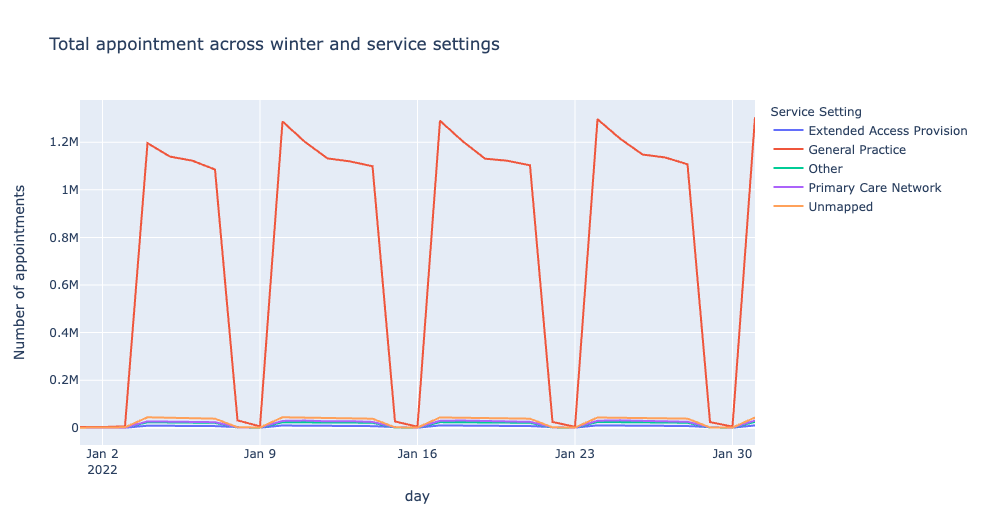 Total appointment across winter and service settings
Service Setting
Extended Access Provision
General Practice
Other
Primary Care Network
Unmapped
Number of appointments
1.2M
1M
0.8M
0.6M
0.4M
0.2M
0
Jan 2
2022
Jan 9
Jan 16
Jan 23
Jan 30
day